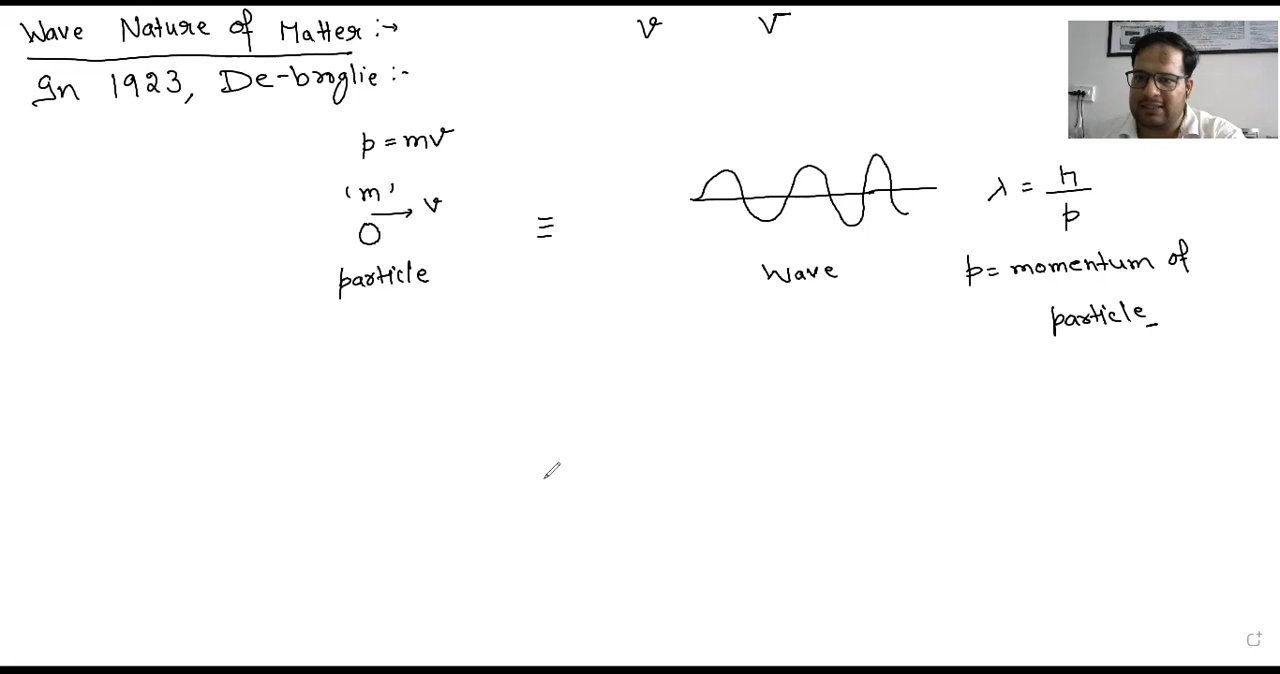 Wave Nature of Matter :→
v V
In 1923, De-broglie :-
p = mv
'm'
v
≡
λ = h / p
particle
Wave
p = momentum of
particle